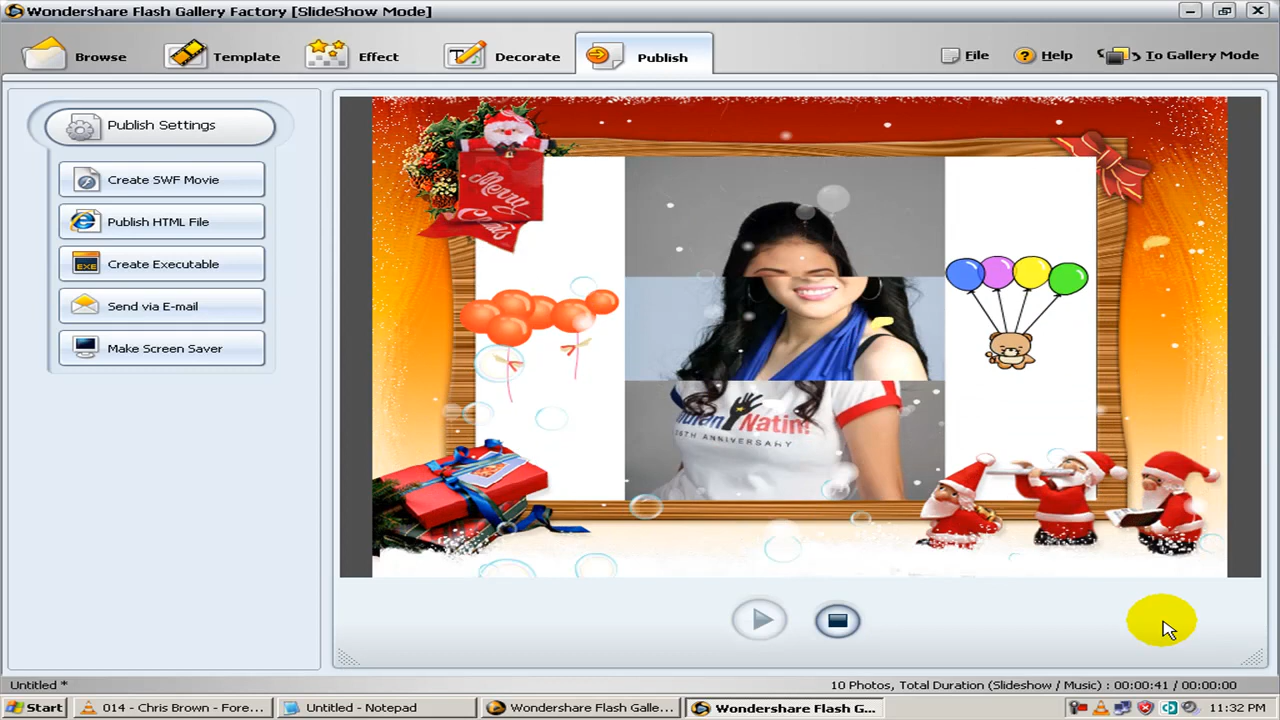 Wondershare Flash Gallery Factory [SlideShow Mode]
Browse
Template
Effect
Decorate
Publish
File
Help
To Gallery Mode
Publish Settings
Create SWF Movie
Publish HTML File
EXE
Create Executable
Send via E-mail
Make Screen Saver
Merry
Natin!
TH ANNIVERSARY
Untitled *
10 Photos, Total Duration (Slideshow / Music) : 00:00:41 / 00:00:00
Start
014 - Chris Brown - Fore...
Untitled - Notepad
Wondershare Flash Galle...
Wondershare Flash G...
11:32 PM